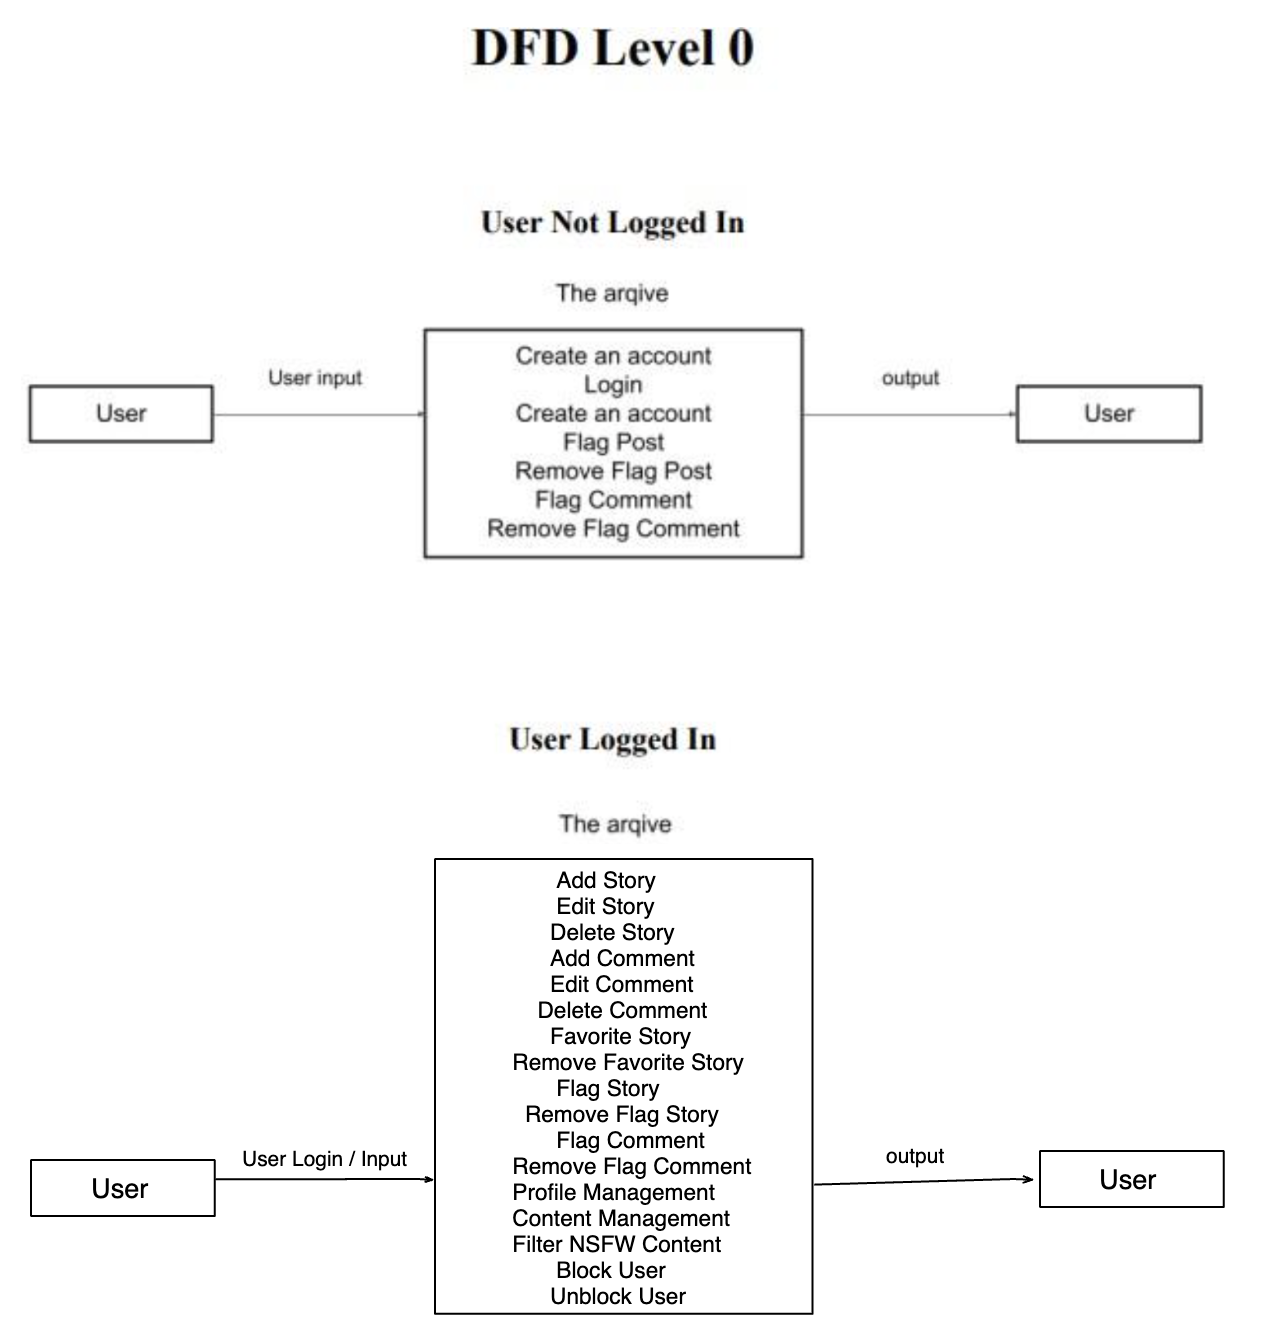 DFD Level 0
User Not Logged In
The arqive
User
User input
Create an account
Login
Create an account
Flag Post
Remove Flag Post
Flag Comment
Remove Flag Comment
output
User
User Logged In
The arqive
User
User Login / Input
Add Story
Edit Story
Delete Story
Add Comment
Edit Comment
Delete Comment
Favorite Story
Remove Favorite Story
Flag Story
Remove Flag Story
Flag Comment
Remove Flag Comment
Profile Management
Content Management
Filter NSFW Content
Block User
Unblock User
output
User